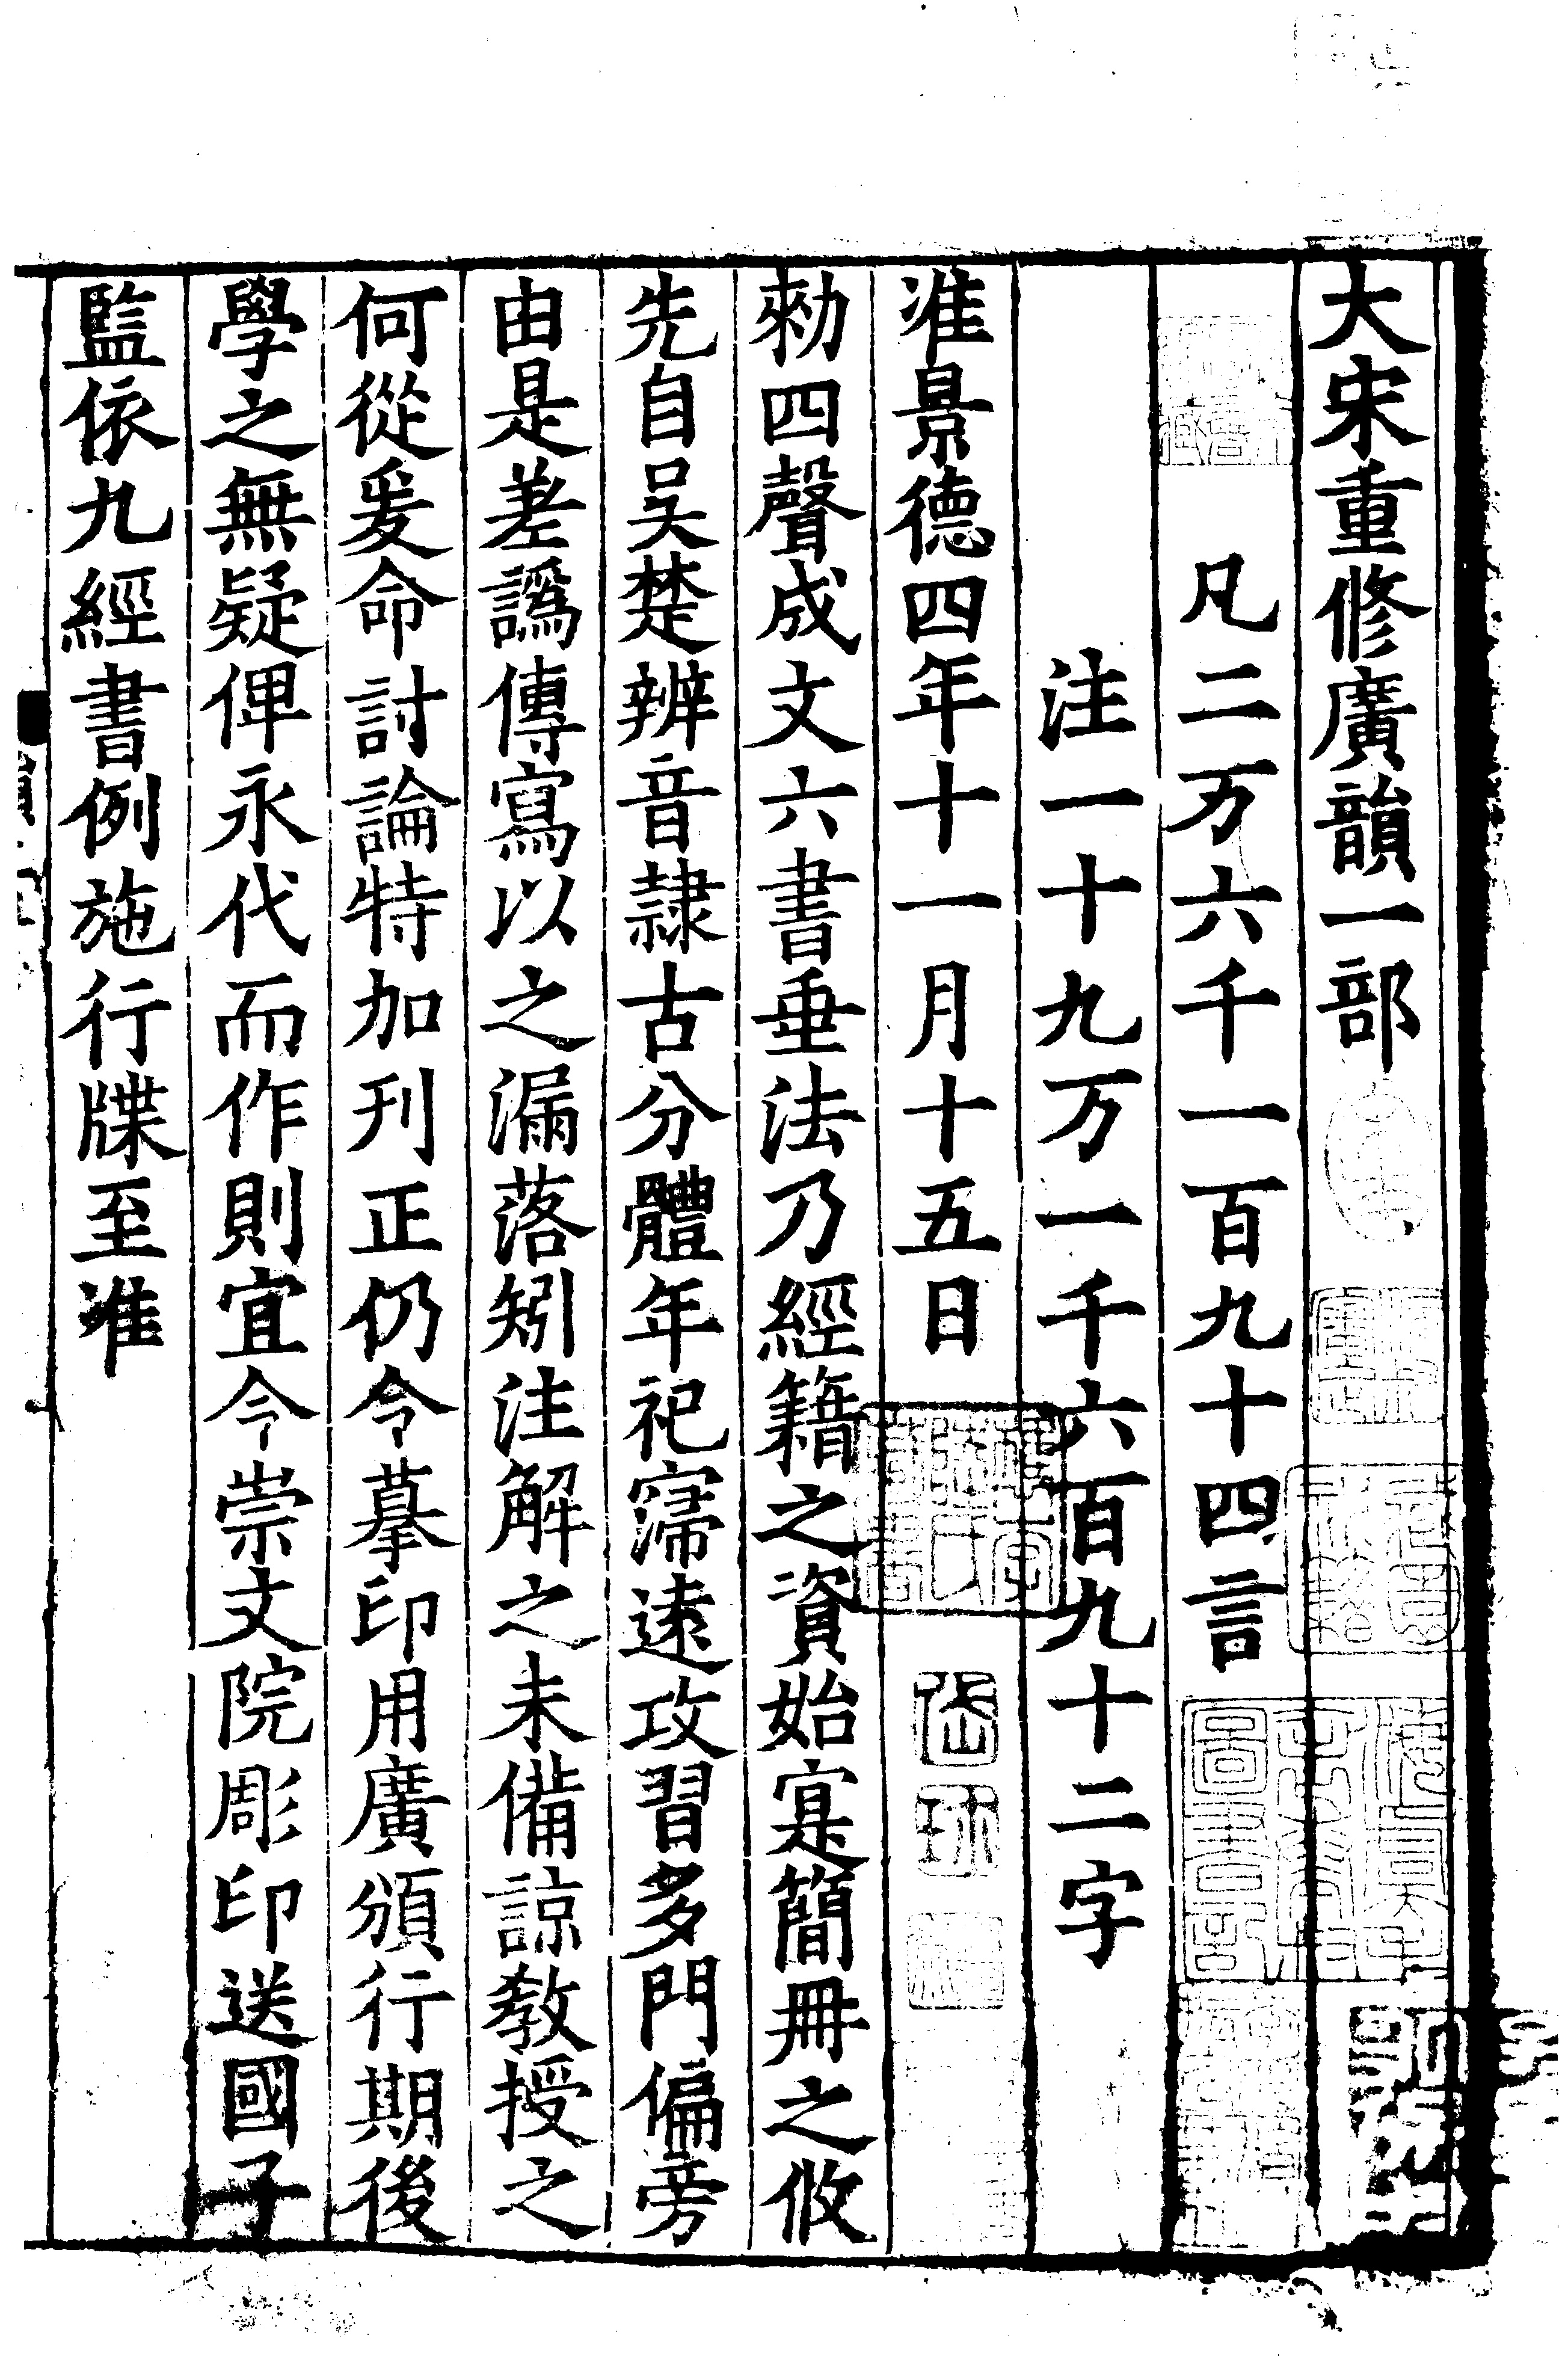 大宋重修廣韻一部
凡二万六千一百九十四言
注一十九万一千六百九十二字
准景德四年十一月十五日
勑四聲成文六書垂法乃經籍之資始寔簡冊之攸
先自吴楚辨音隷古分體年祀寖遠攻習多門偏旁
由是差譌傳寫以之漏落矧注解之未備諒教授之
何從爰命討論特加刊正仍令摹印用廣頒行期後
學之無疑俾永代而作則宜令崇文院彫印送國子
監依九經書例施行牒至准